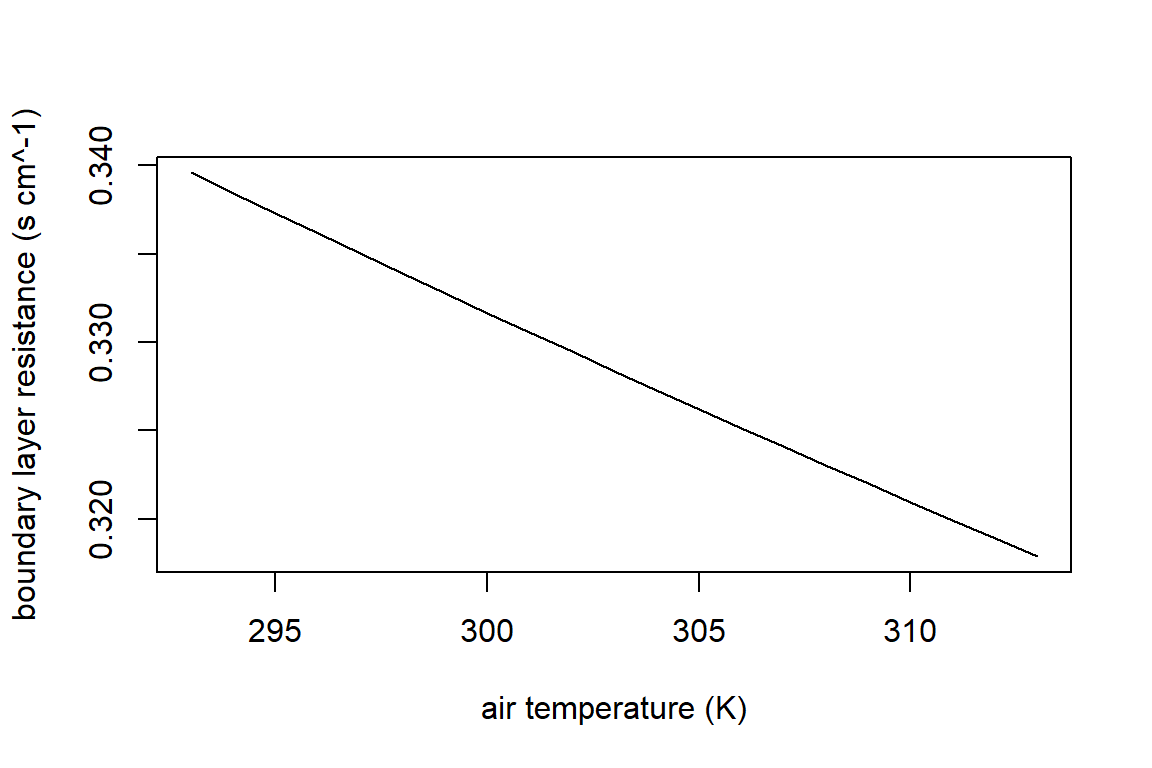 boundary layer resistance (s cm^-1)
0.340
0.330
0.320
295 300 305 310
air temperature (K)